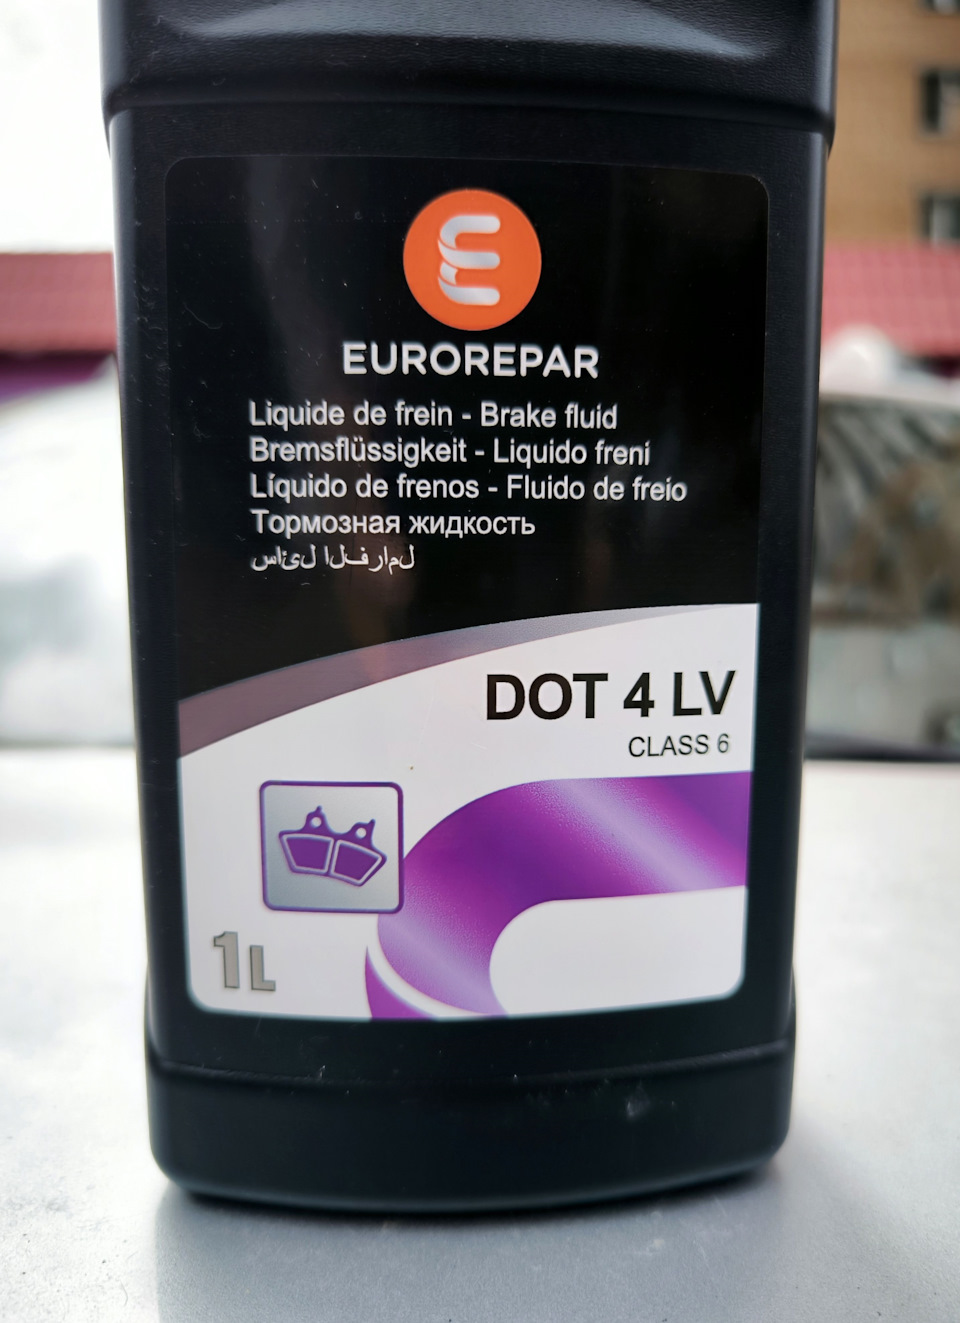 EUROREPAR
Liquide de frein - Brake fluid
Bremsflüssigkeit - Liquido freni
Líquido de frenos - Fluido de freio
Тормозная жидкость
سائل الفرامل
DOT 4 LV
CLASS 6
1L